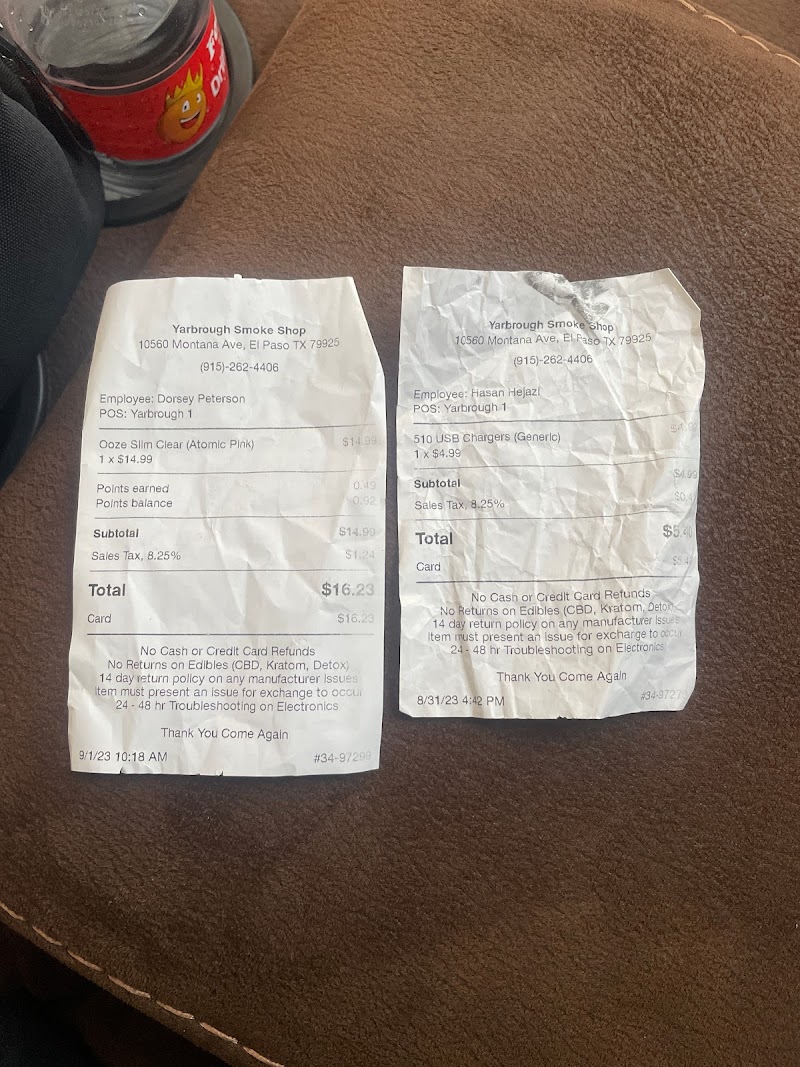 Yarbrough Smoke Shop
10560 Montana Ave, El Paso TX 79925
(915)-262-4406
Employee: Dorsey Peterson
POS: Yarbrough 1
Ooze Slim Clear (Atomic Pink) $14.99
1 x $14.99
Points earned 0.49
Points balance 0.92
Subtotal $14.99
Sales Tax, 8.25% $1.24
Total $16.23
Card $16.23
No Cash or Credit Card Refunds
No Returns on Edibles (CBD, Kratom, Detox)
14 day return policy on any manufacturer Issues
Item must present an issue for exchange to occur
24 - 48 hr Troubleshooting on Electronics
Thank You Come Again
9/1/23 10:18 AM #34-97299
Yarbrough Smoke Shop
10560 Montana Ave, El Paso TX 79925
(915)-262-4406
Employee: Hasan Hejazi
POS: Yarbrough 1
510 USB Chargers (Generic) $4.99
1 x $4.99
Subtotal $4.99
Sales Tax, 8.25%
Total $5.40
Card
No Cash or Credit Card Refunds
No Returns on Edibles (CBD, Kratom, Detox)
14 day return policy on any manufacturer Issues
Item must present an issue for exchange to occur
24 - 48 hr Troubleshooting on Electronics
Thank You Come Again
8/31/23 4:42 PM